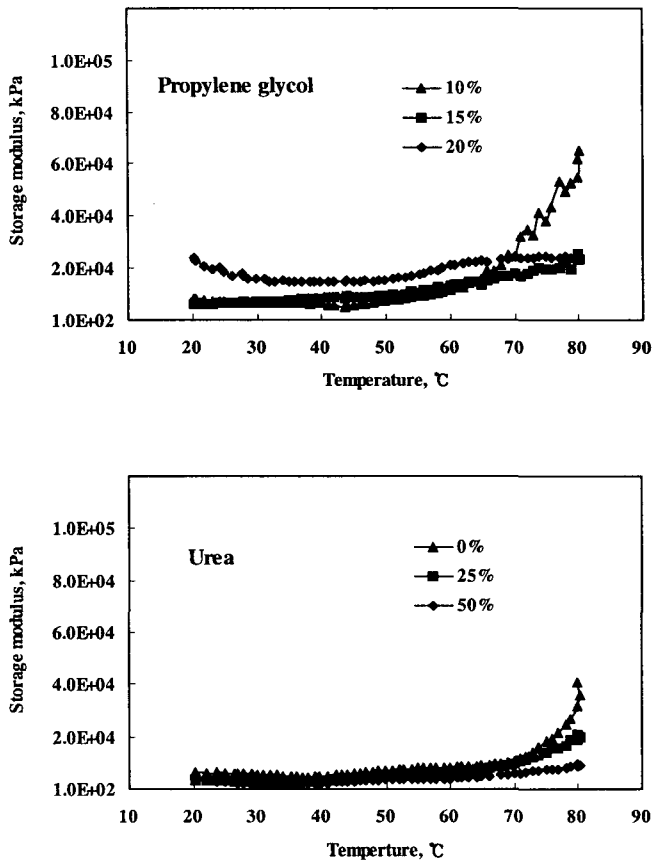 Storage modulus, kPa
1.0E+05
8.0E+04
6.0E+04
4.0E+04
2.0E+04
1.0E+02
Propylene glycol
10%
15%
20%
10 20 30 40 50 60 70 80 90
Temperature, ℃
Storage modulus, kPa
1.0E+05
8.0E+04
6.0E+04
4.0E+04
2.0E+04
1.0E+02
Urea
0%
25%
50%
10 20 30 40 50 60 70 80 90
Temperture, ℃